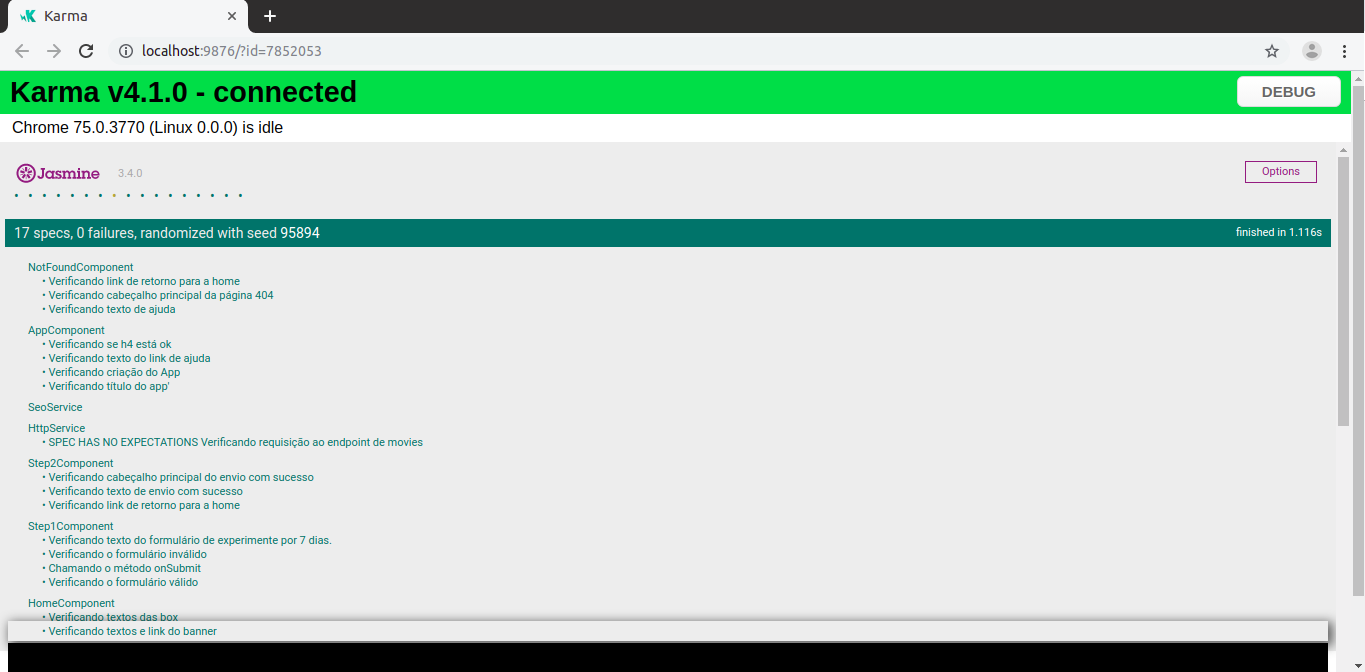 Karma
localhost:9876/?id=7852053
Karma v4.1.0 - connected
DEBUG
Chrome 75.0.3770 (Linux 0.0.0) is idle
Jasmine 3.4.0
Options
17 specs, 0 failures, randomized with seed 95894
finished in 1.116s
NotFoundComponent
• Verificando link de retorno para a home
• Verificando cabeçalho principal da página 404
• Verificando texto de ajuda
AppComponent
• Verificando se h4 está ok
• Verificando texto do link de ajuda
• Verificando criação do App
• Verificando título do app'
SeoService
HttpService
• SPEC HAS NO EXPECTATIONS Verificando requisição ao endpoint de movies
Step2Component
• Verificando cabeçalho principal do envio com sucesso
• Verificando texto de envio com sucesso
• Verificando link de retorno para a home
Step1Component
• Verificando texto do formulário de experimente por 7 dias.
• Verificando o formulário inválido
• Chamando o método onSubmit
• Verificando o formulário válido
HomeComponent
• Verificando textos das box
• Verificando textos e link do banner